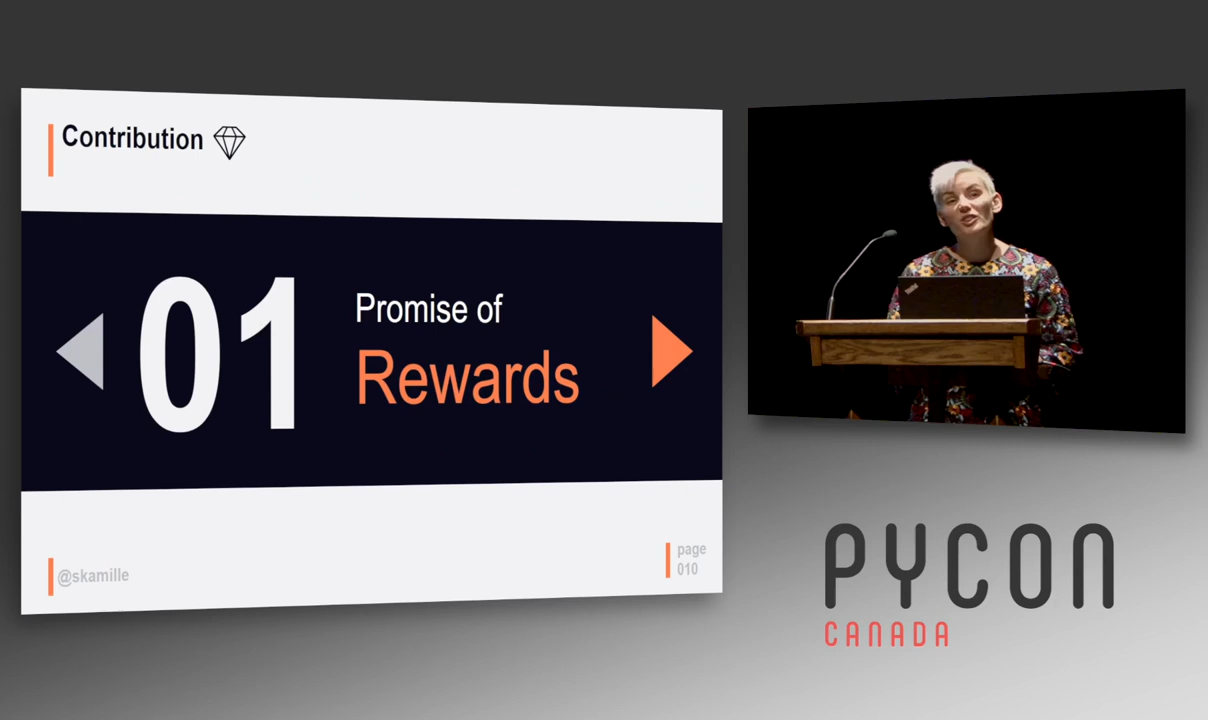 Contribution
01
Promise of
Rewards
@skamille
page
010
PYCON
CANADA